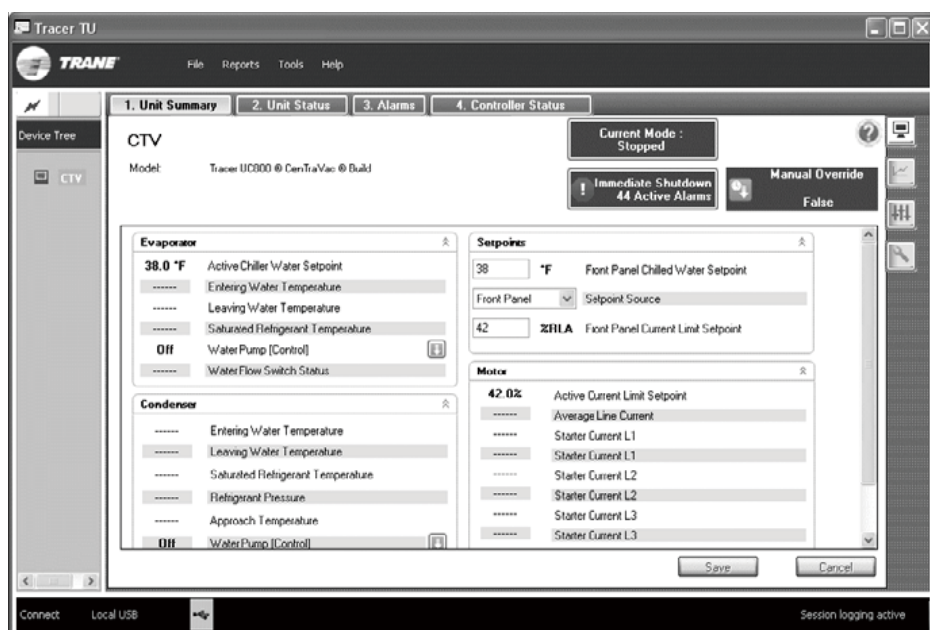 Tracer TU
TRANE File Reports Tools Help
1. Unit Summary 2. Unit Status 3. Alarms 4. Controller Status
Device Tree
CTV
CTV
Model: Tracer UC800 ® CenTraVac ® Build
Current Mode :
Stopped
Immediate Shutdown
44 Active Alarms
Manual Override
False
Evaporator
38.0 °F Active Chiller Water Setpoint
------ Entering Water Temperature
------ Leaving Water Temperature
------ Saturated Refrigerant Temperature
Off Water Pump [Control]
------ Water Flow Switch Status
Condenser
------ Entering Water Temperature
------ Leaving Water Temperature
------ Saturated Refrigerant Temperature
------ Refrigerant Pressure
------ Approach Temperature
Off Water Pump [Control]
Setpoints
38 °F Front Panel Chilled Water Setpoint
Front Panel Setpoint Source
42 %RLA Front Panel Current Limit Setpoint
Motor
42.0% Active Current Limit Setpoint
------ Average Line Current
------ Starter Current L1
------ Starter Current L1
------ Starter Current L2
------ Starter Current L2
------ Starter Current L3
------ Starter Current L3
Save Cancel
Connect Local USB Session logging active